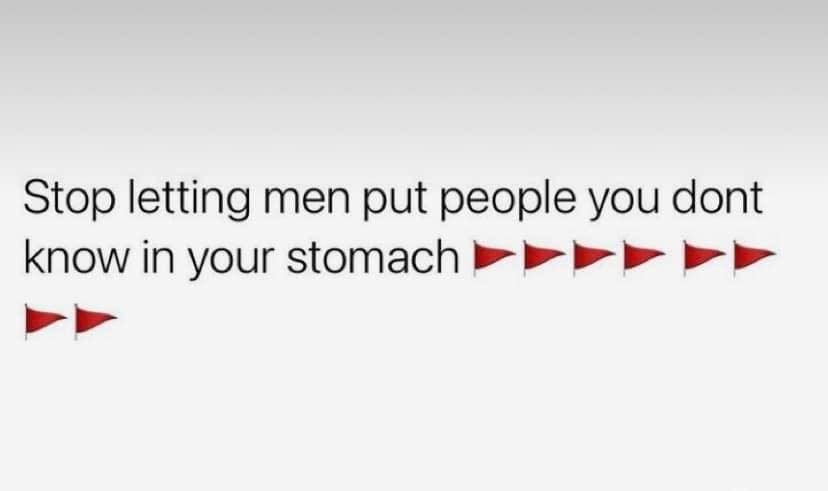 Stop letting men put people you dont
know in your stomach 🚩🚩🚩🚩 🚩🚩
🚩🚩